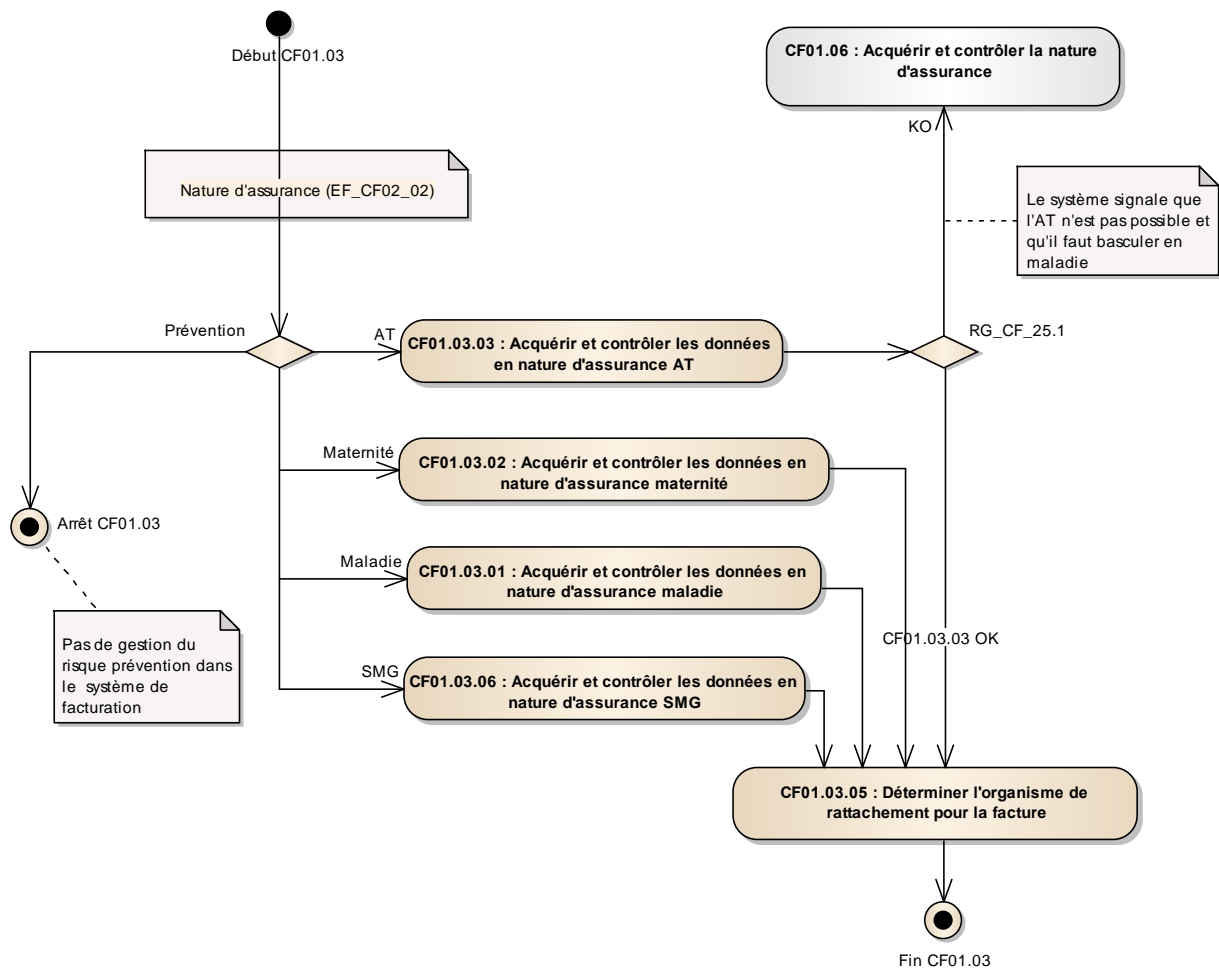 Début CF01.03
CF01.06 : Acquérir et contrôler la nature
d'assurance
KO
Nature d'assurance (EF_CF02_02)
Le système signale que
l'AT n'est pas possible et
qu'il faut basculer en
maladie
Prévention
AT
CF01.03.03 : Acquérir et contrôler les données
en nature d'assurance AT
RG_CF_25.1
Maternité
CF01.03.02 : Acquérir et contrôler les données en
nature d'assurance maternité
Arrêt CF01.03
Maladie
CF01.03.01 : Acquérir et contrôler les données en
nature d'assurance maladie
Pas de gestion du
risque prévention dans
le système de
facturation
CF01.03.03 OK
SMG
CF01.03.06 : Acquérir et contrôler les données en
nature d'assurance SMG
CF01.03.05 : Déterminer l'organisme de
rattachement pour la facture
Fin CF01.03